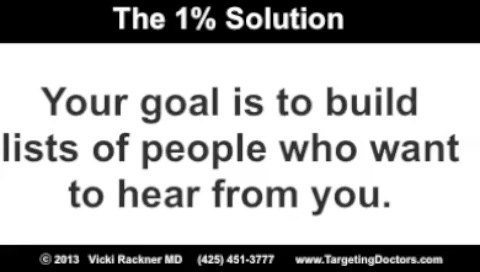 The 1% Solution
Your goal is to build
lists of people who want
to hear from you.
© 2013 Vicki Rackner MD (425) 451-3777 www.TargetingDoctors.com